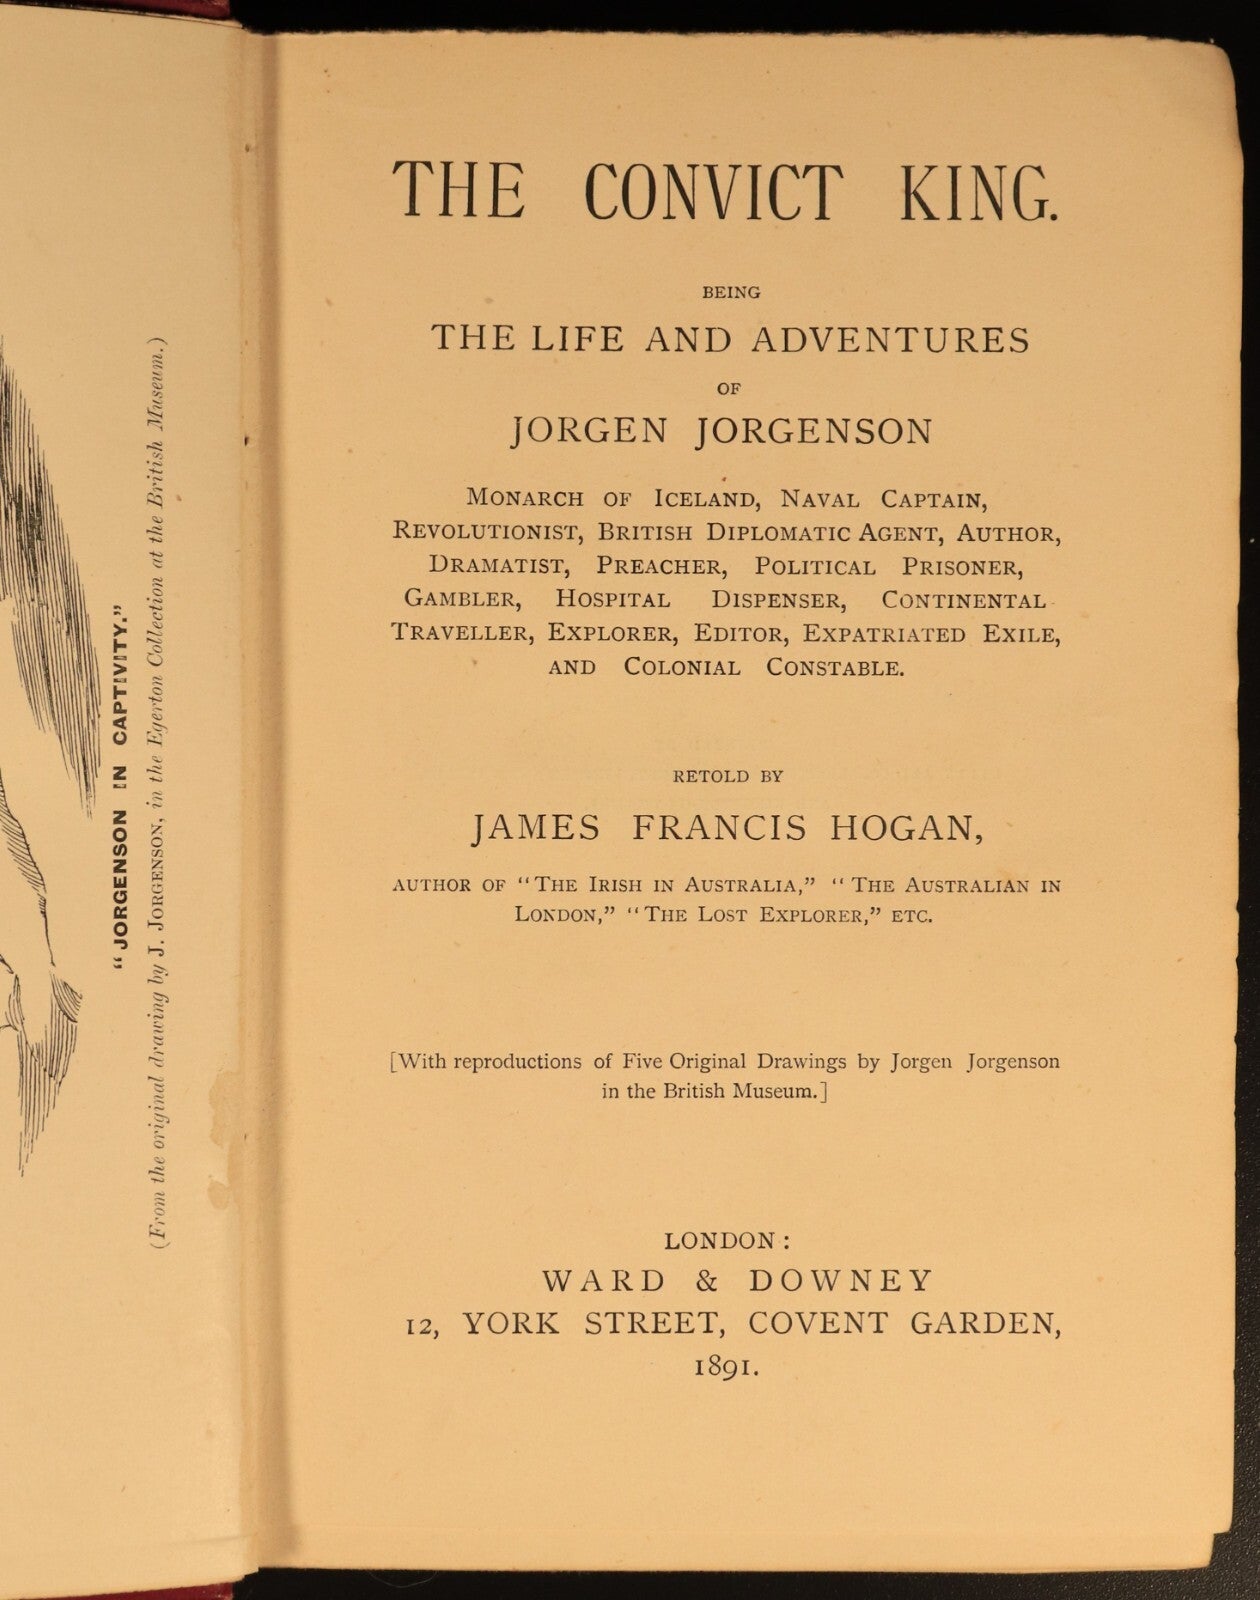 "JORGENSON IN CAPTIVITY."
(From the original drawing by J. JORGENSON, in the Egerton Collection at the British Museum.)
THE CONVICT KING.
BEING
THE LIFE AND ADVENTURES
OF
JORGEN JORGENSON
MONARCH OF ICELAND, NAVAL CAPTAIN,
REVOLUTIONIST, BRITISH DIPLOMATIC AGENT, AUTHOR,
DRAMATIST, PREACHER, POLITICAL PRISONER,
GAMBLER, HOSPITAL DISPENSER, CONTINENTAL
TRAVELLER, EXPLORER, EDITOR, EXPATRIATED EXILE,
AND COLONIAL CONSTABLE.
RETOLD BY
JAMES FRANCIS HOGAN,
AUTHOR OF "THE IRISH IN AUSTRALIA," "THE AUSTRALIAN IN
LONDON," "THE LOST EXPLORER," ETC.
[With reproductions of Five Original Drawings by Jorgen Jorgenson
in the British Museum.]
LONDON:
WARD & DOWNEY
12, YORK STREET, COVENT GARDEN,
1891.